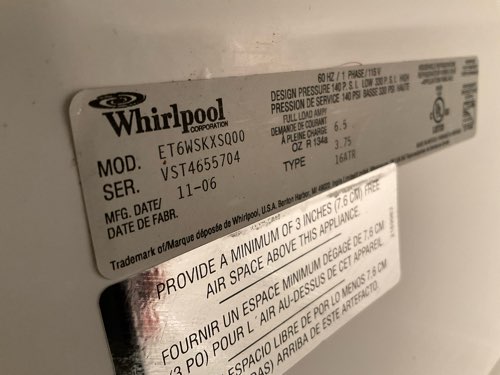 Whirlpool
CORPORATION
60 HZ / 1 PHASE / 115 V
DESIGN PRESSURE 140 P.S.I. LOW 330 P.S.I. HIGH
PRESSION DE SERVICE 140 PSI BASSE 330 PSI HAUTE
FULL LOAD AMPY
DEMANDE DE COURANT
À PLEINE CHARGE 6.5
OZ R 134a 3.75
TYPE 16ATR
MOD. ET6WSKXSQ00
SER. VST4655704
MFG. DATE/ 11-06
DATE DE FABR.
Trademark of/Marque déposée de Whirlpool, U.S.A. Benton Harbor, MI 49022
PROVIDE A MINIMUM OF 3 INCHES (7.6 cm) FREE
AIR SPACE ABOVE THIS APPLIANCE.
FOURNIR UN ESPACE MINIMUM DÉGAGÉ DE 7.6 CM
(3 PO) POUR L'AIR AU-DESSUS DE CET APPAREIL.
ESPACIO LIBRE DE POR LO MENOS 7.6 CM
GAS) ARRIBA DE ESTE ARTEFACTO.